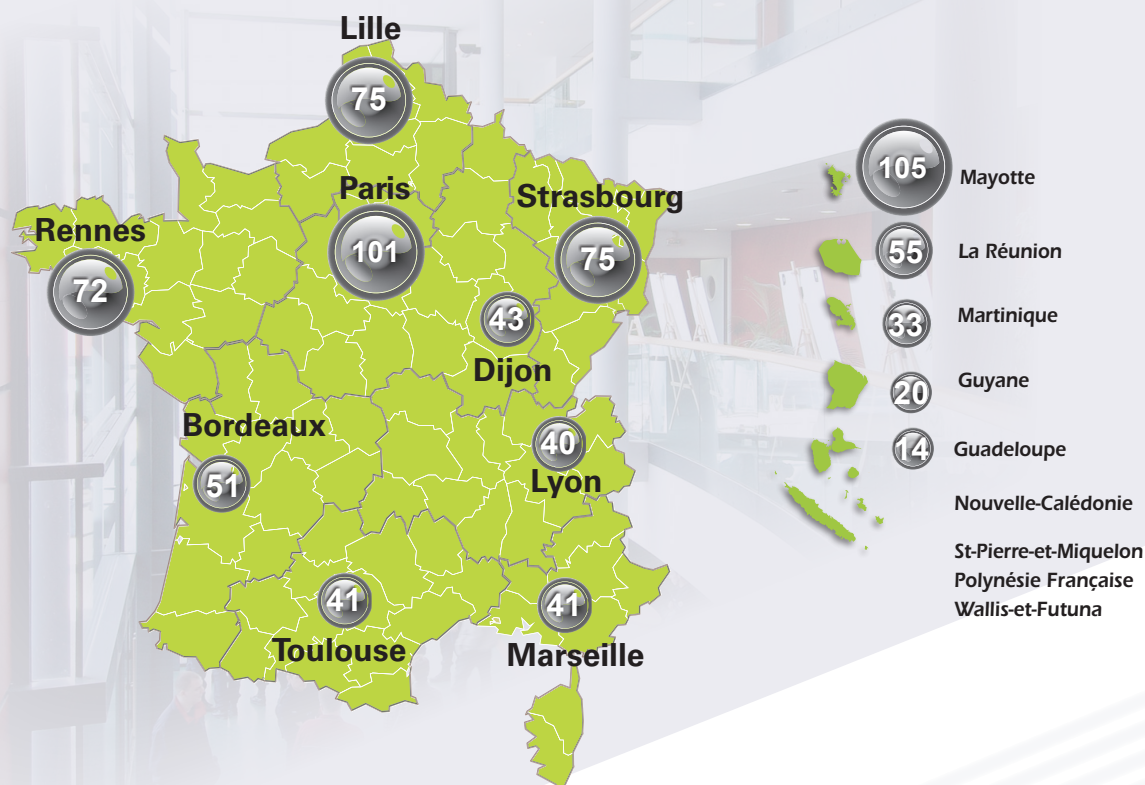 Lille
75
Paris
101
Strasbourg
75
Rennes
72
43
Dijon
Bordeaux
51
40
Lyon
41
Toulouse
41
Marseille
105 Mayotte
55 La Réunion
33 Martinique
20 Guyane
14 Guadeloupe
Nouvelle-Calédonie
St-Pierre-et-Miquelon
Polynésie Française
Wallis-et-Futuna